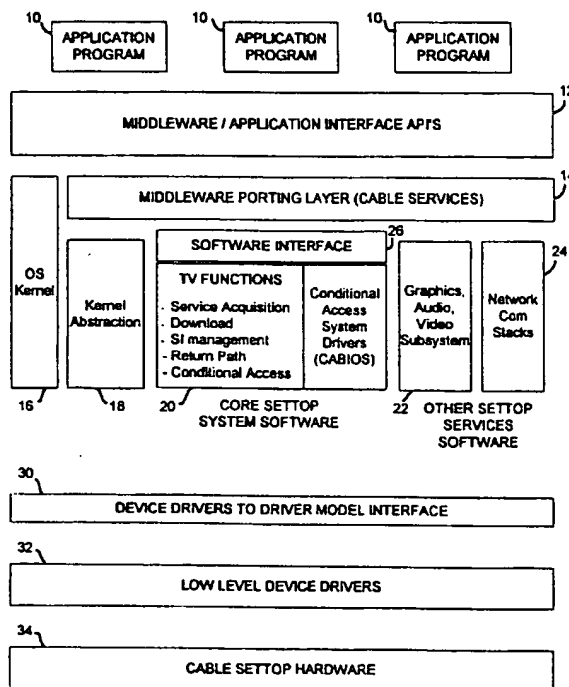 10 10 10
APPLICATION PROGRAM
APPLICATION PROGRAM
APPLICATION PROGRAM
12
MIDDLEWARE / APPLICATION INTERFACE API'S
14
MIDDLEWARE PORTING LAYER (CABLE SERVICES)
OS Kernel
16
Kernel Abstraction
18
26
SOFTWARE INTERFACE
TV FUNCTIONS
- Service Acquisition
- Download
- SI management
- Return Path
- Conditional Access
20
Conditional
Access
System
Drivers
(CABIOS)
CORE SETTOP
SYSTEM SOFTWARE
Graphics,
Audio,
Video
Subsystem
22
24
Network
Com
Stacks
OTHER SETTOP
SERVICES
SOFTWARE
30
DEVICE DRIVERS TO DRIVER MODEL INTERFACE
32
LOW LEVEL DEVICE DRIVERS
34
CABLE SETTOP HARDWARE